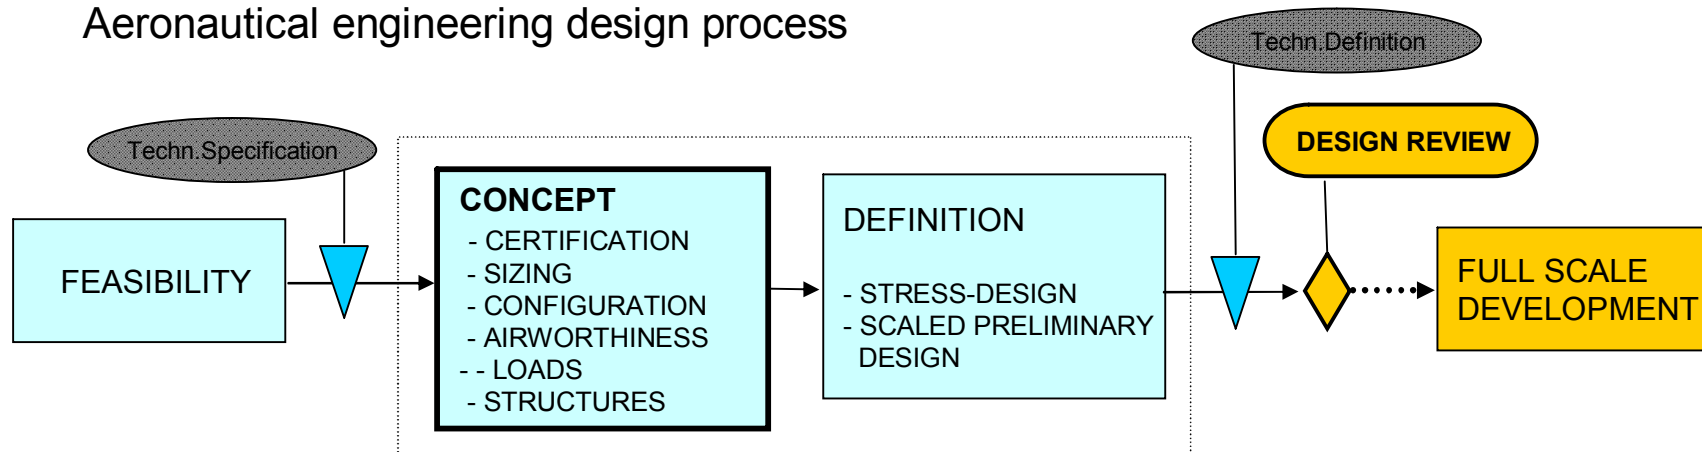 Aeronautical engineering design process
Techn.Definition
Techn.Specification
DESIGN REVIEW
FEASIBILITY
CONCEPT
- CERTIFICATION
- SIZING
- CONFIGURATION
- AIRWORTHINESS
- - LOADS
- STRUCTURES
DEFINITION
- STRESS-DESIGN
- SCALED PRELIMINARY
DESIGN
FULL SCALE
DEVELOPMENT